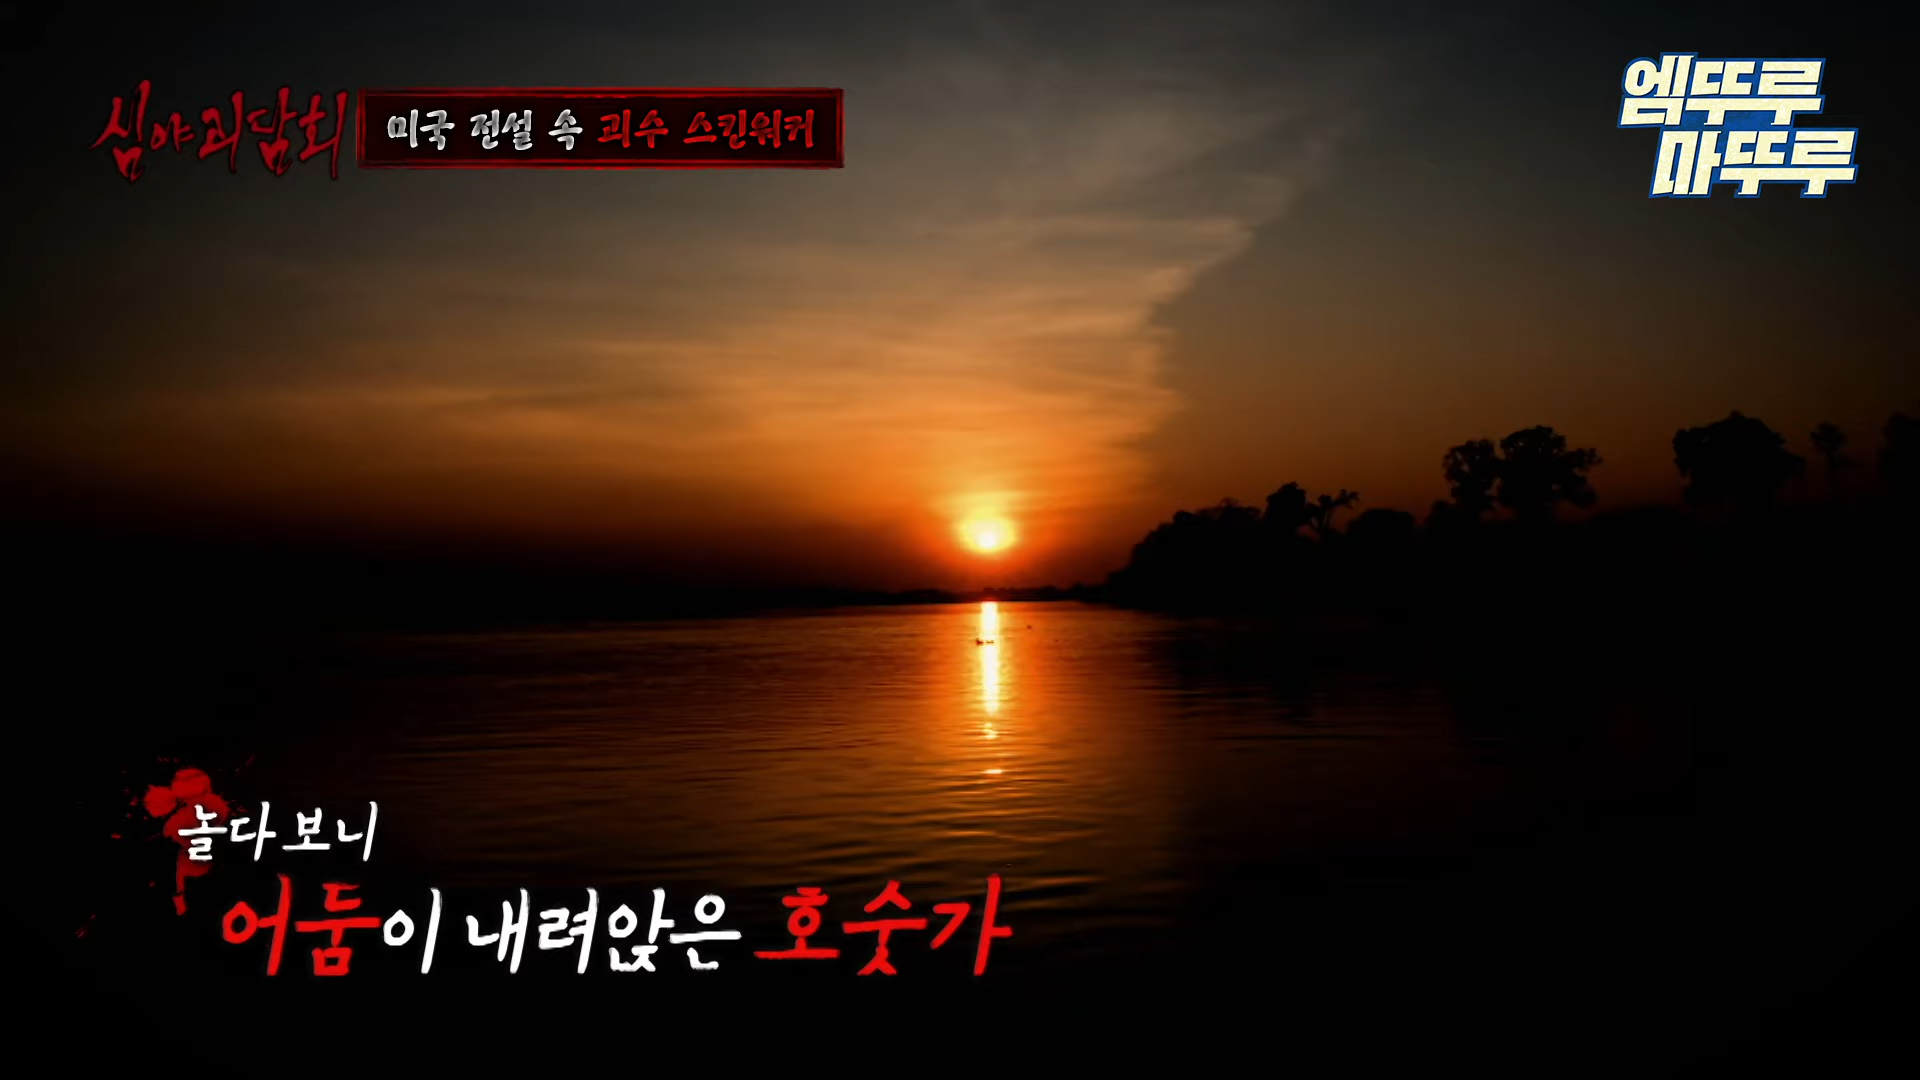 심야괴담회
미국 전설 속 괴수 스킨워커
엠뚜루
마뚜루
놀다 보니
어둠이 내려앉은 호숫가